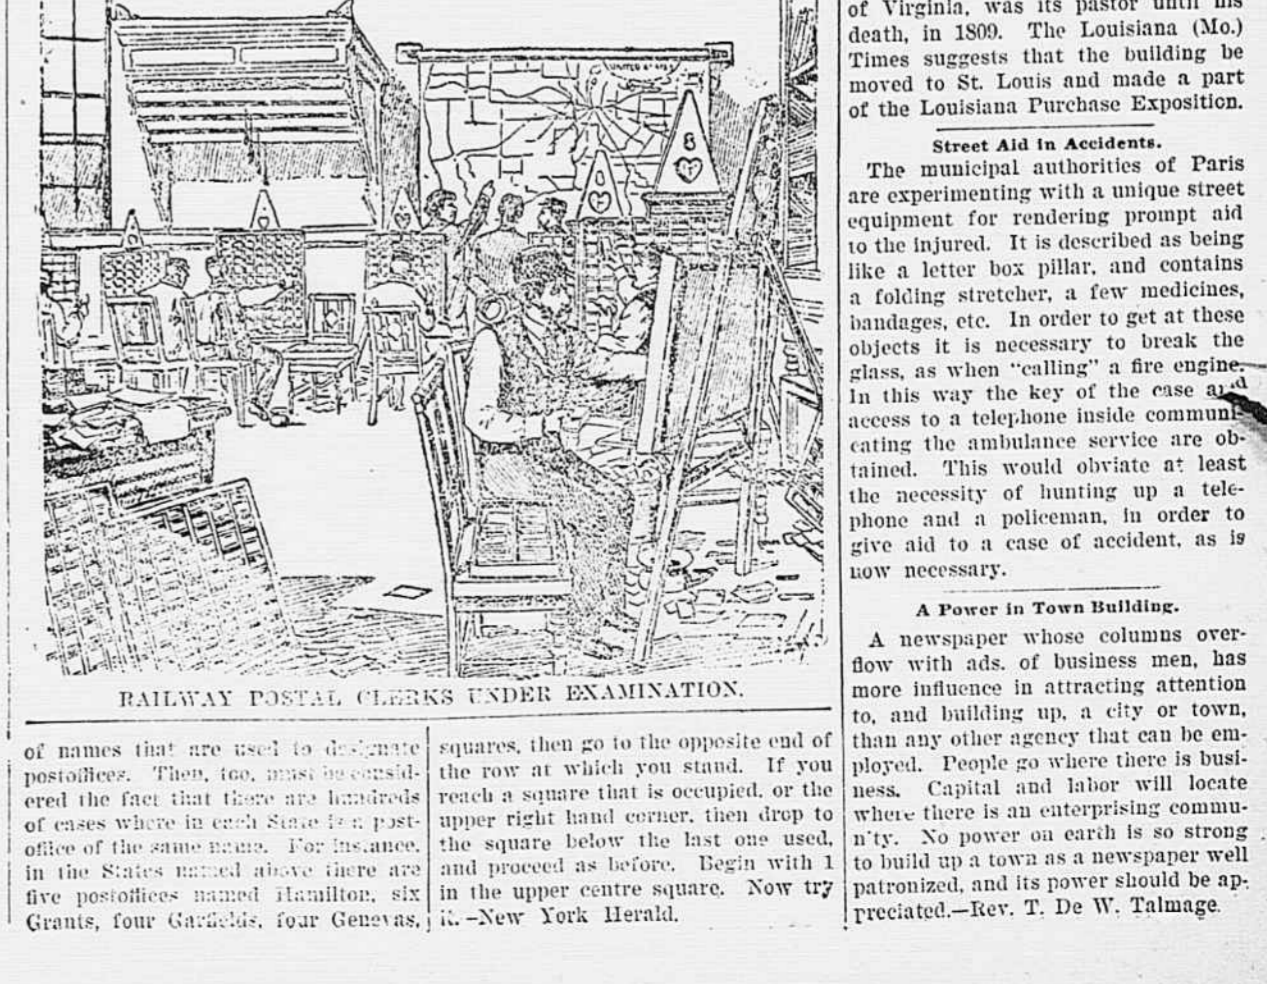 UNITED STATES
8
RAILWAY POSTAL CLERKS UNDER EXAMINATION.
of names that are used to designate
postoffices. Then, too, must be consid-
ered the fact that there are hundreds
of cases where in each State is a post-
office of the same name. For instance,
in the States named above there are
five postoffices named Hamilton, six
Grants, four Garfields, four Genevas,
squares, then go to the opposite end of
the row at which you stand. If you
reach a square that is occupied, or the
upper right hand corner, then drop to
the square below the last one used,
and proceed as before. Begin with 1
in the upper centre square. Now try
it.—New York Herald.
of Virginia, was its pastor until his
death, in 1809. The Louisiana (Mo.)
Times suggests that the building be
moved to St. Louis and made a part
of the Louisiana Purchase Exposition.
Street Aid in Accidents.
The municipal authorities of Paris
are experimenting with a unique street
equipment for rendering prompt aid
to the injured. It is described as being
like a letter box pillar, and contains
a folding stretcher, a few medicines,
bandages, etc. In order to get at these
objects it is necessary to break the
glass, as when "calling" a fire engine.
In this way the key of the case and
access to a telephone inside communi-
cating the ambulance service are ob-
tained. This would obviate at least
the necessity of hunting up a tele-
phone and a policeman, in order to
give aid to a case of accident, as is
now necessary.
A Power in Town Building.
A newspaper whose columns over-
flow with ads. of business men, has
more influence in attracting attention
to, and building up, a city or town,
than any other agency that can be em-
ployed. People go where there is busi-
ness. Capital and labor will locate
where there is an enterprising commu-
n'ty. No power on earth is so strong
to build up a town as a newspaper well
patronized, and its power should be ap-
preciated.—Rev. T. De W. Talmage.